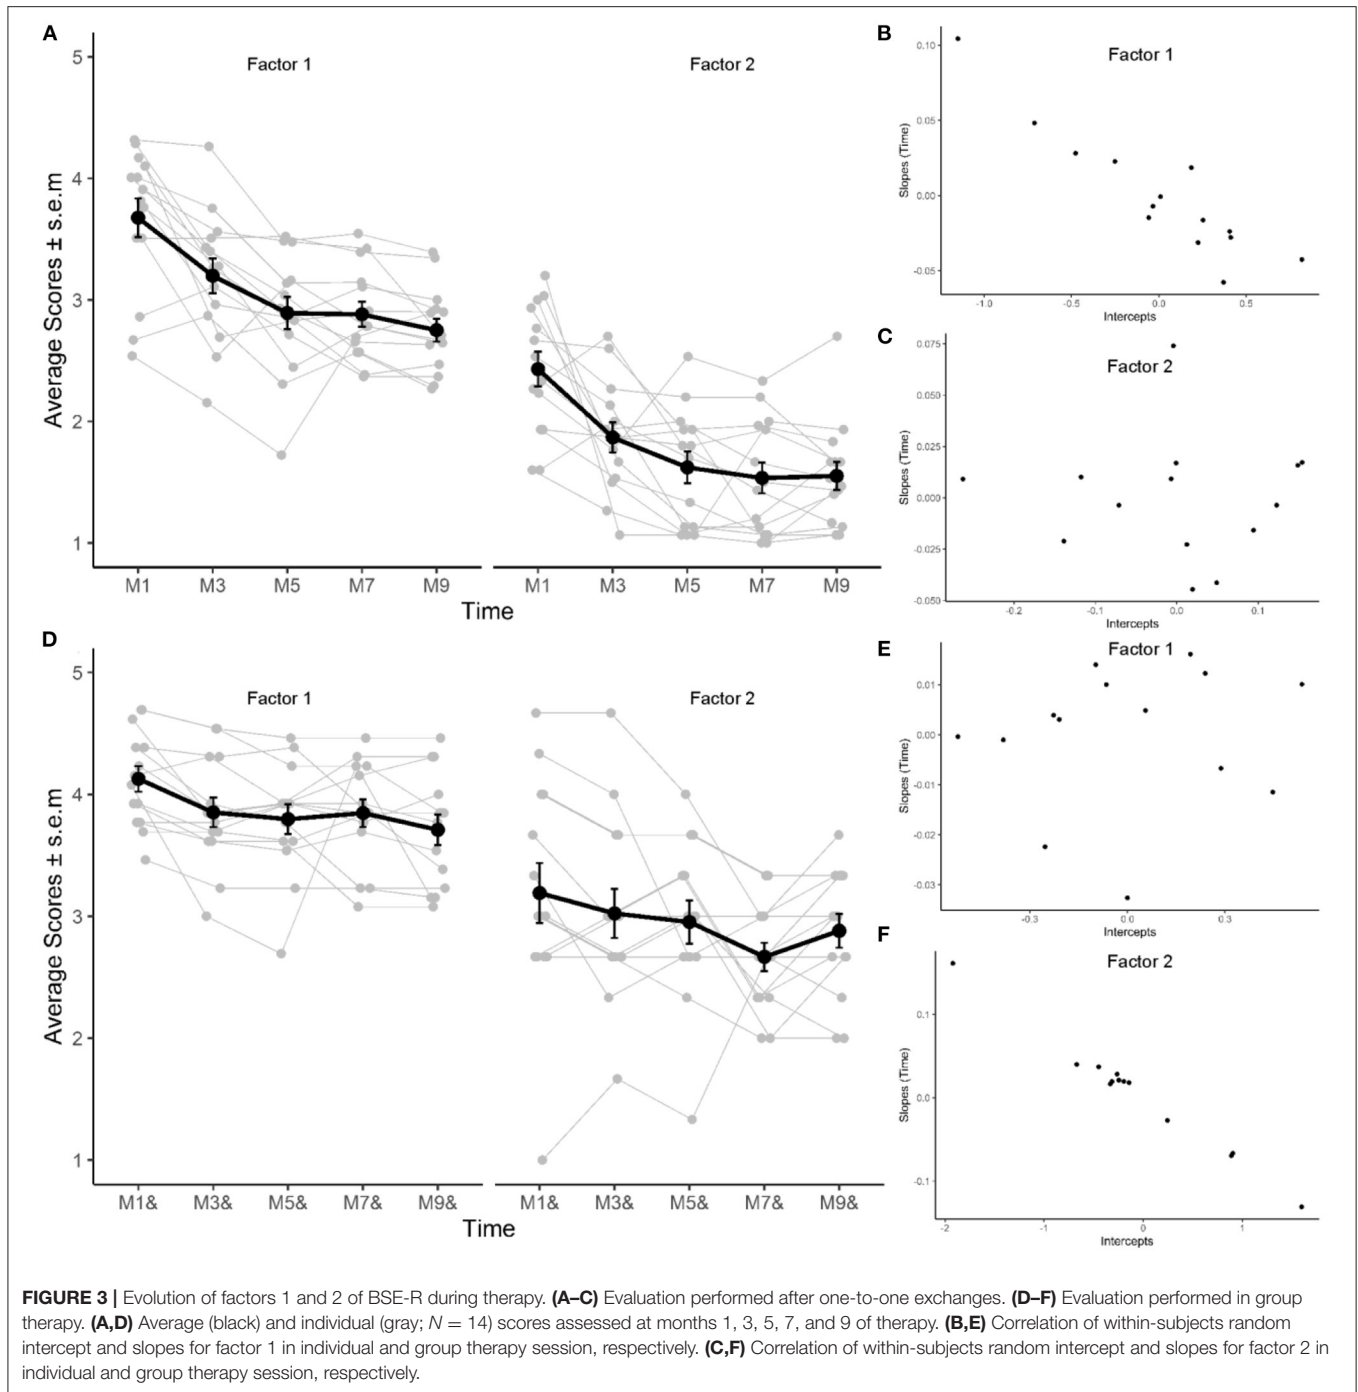 A
5
4
3
2
1
Average Scores ± s.e.m
Factor 1
Factor 2
M1 M3 M5 M7 M9
M1 M3 M5 M7 M9
Time
B
Factor 1
0.10
0.05
0.00
-0.05
Slopes (Time)
-1.0 -0.5 0.0 0.5
Intercepts
C
Factor 2
0.075
0.050
0.025
0.000
-0.025
-0.050
Slopes (Time)
-0.2 -0.1 0.0 0.1
Intercepts
D
5
4
3
2
1
Average Scores ± s.e.m
Factor 1
Factor 2
M1& M3& M5& M7& M9&
M1& M3& M5& M7& M9&
Time
E
Factor 1
0.01
0.00
-0.01
-0.02
-0.03
Slopes (Time)
-0.3 0.0 0.3
Intercepts
F
Factor 2
0.1
0.0
-0.1
Slopes (Time)
-2 -1 0 1
Intercepts
FIGURE 3 | Evolution of factors 1 and 2 of BSE-R during therapy. (A–C) Evaluation performed after one-to-one exchanges. (D–F) Evaluation performed in group
therapy. (A,D) Average (black) and individual (gray; N = 14) scores assessed at months 1, 3, 5, 7, and 9 of therapy. (B,E) Correlation of within-subjects random
intercept and slopes for factor 1 in individual and group therapy session, respectively. (C,F) Correlation of within-subjects random intercept and slopes for factor 2 in
individual and group therapy session, respectively.